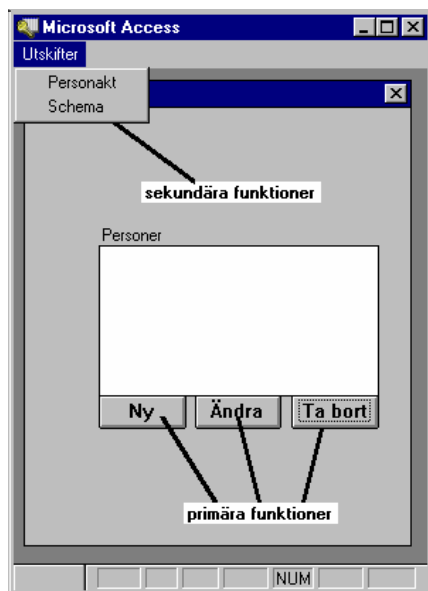 Microsoft Access
Utskifter
Personakt
Schema
sekundära funktioner
Personer
Ny
Ändra
Ta bort
primära funktioner
NUM